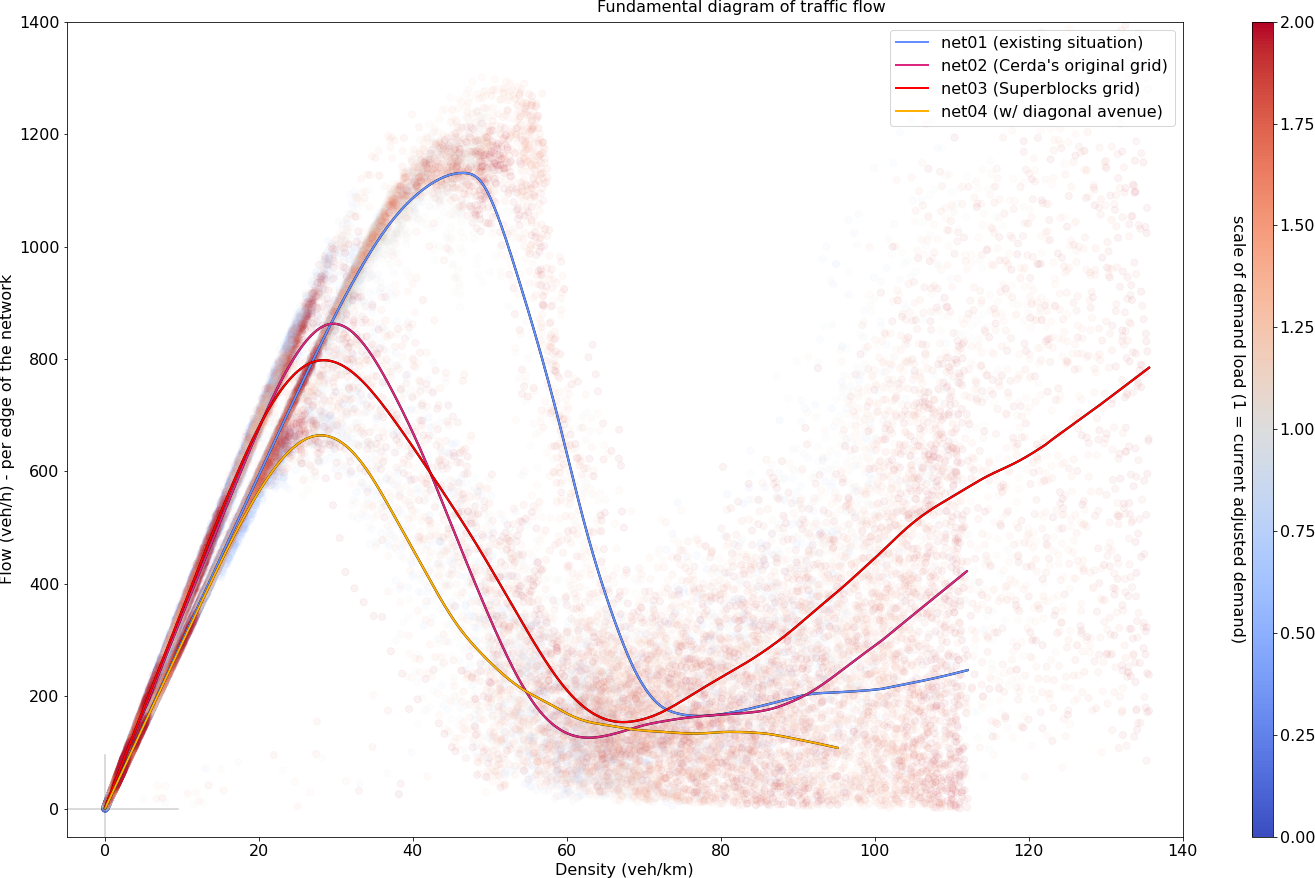 Fundamental diagram of traffic flow
net01 (existing situation)
net02 (Cerda's original grid)
net03 (Superblocks grid)
net04 (w/ diagonal avenue)
1400
1200
1000
800
600
400
200
0
Flow (veh/h) - per edge of the network
0 20 40 60 80 100 120 140
Density (veh/km)
2.00
1.75
1.50
1.25
1.00
0.75
0.50
0.25
0.00
scale of demand load (1 = current adjusted demand)